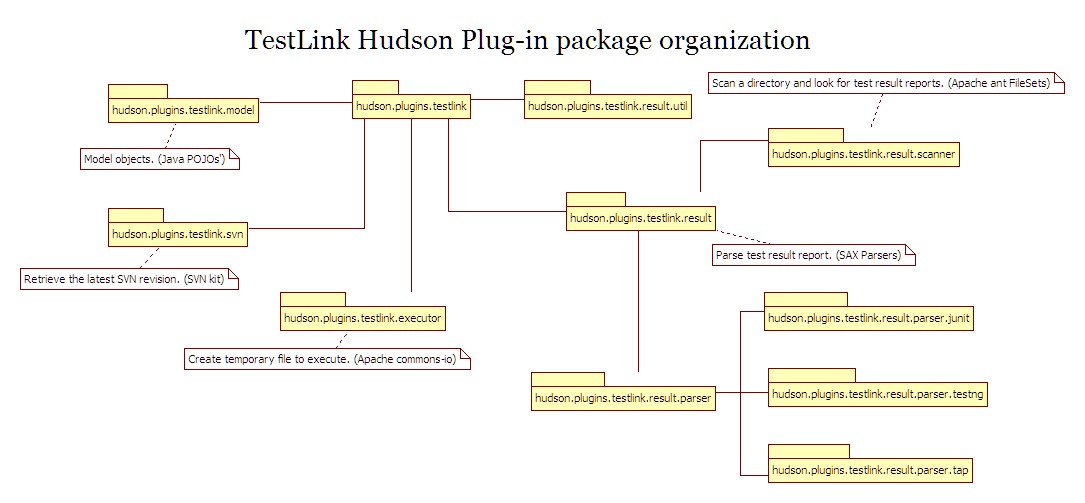 TestLink Hudson Plug-in package organization
Scan a directory and look for test result reports. (Apache ant FileSets)
hudson.plugins.testlink.model
hudson.plugins.testlink
hudson.plugins.testlink.result.util
Model objects. (Java POJOs')
hudson.plugins.testlink.result.scanner
hudson.plugins.testlink.svn
hudson.plugins.testlink.result
Retrieve the latest SVN revision. (SVN kit)
Parse test result report. (SAX Parsers)
hudson.plugins.testlink.executor
hudson.plugins.testlink.result.parser.junit
Create temporary file to execute. (Apache commons-io)
hudson.plugins.testlink.result.parser
hudson.plugins.testlink.result.parser.testng
hudson.plugins.testlink.result.parser.tap